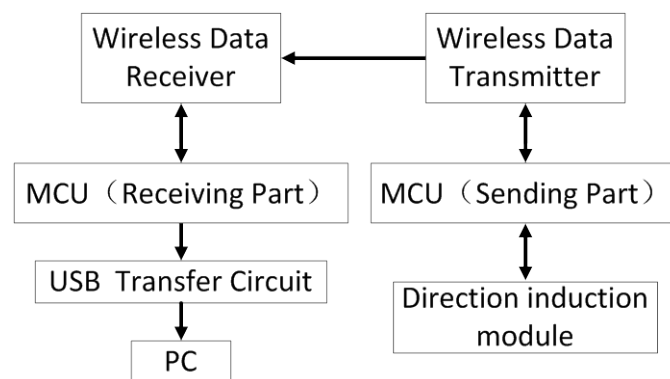 Wireless Data
Receiver
Wireless Data
Transmitter
MCU（Receiving Part）
MCU（Sending Part）
USB  Transfer Circuit
Direction induction
module
PC